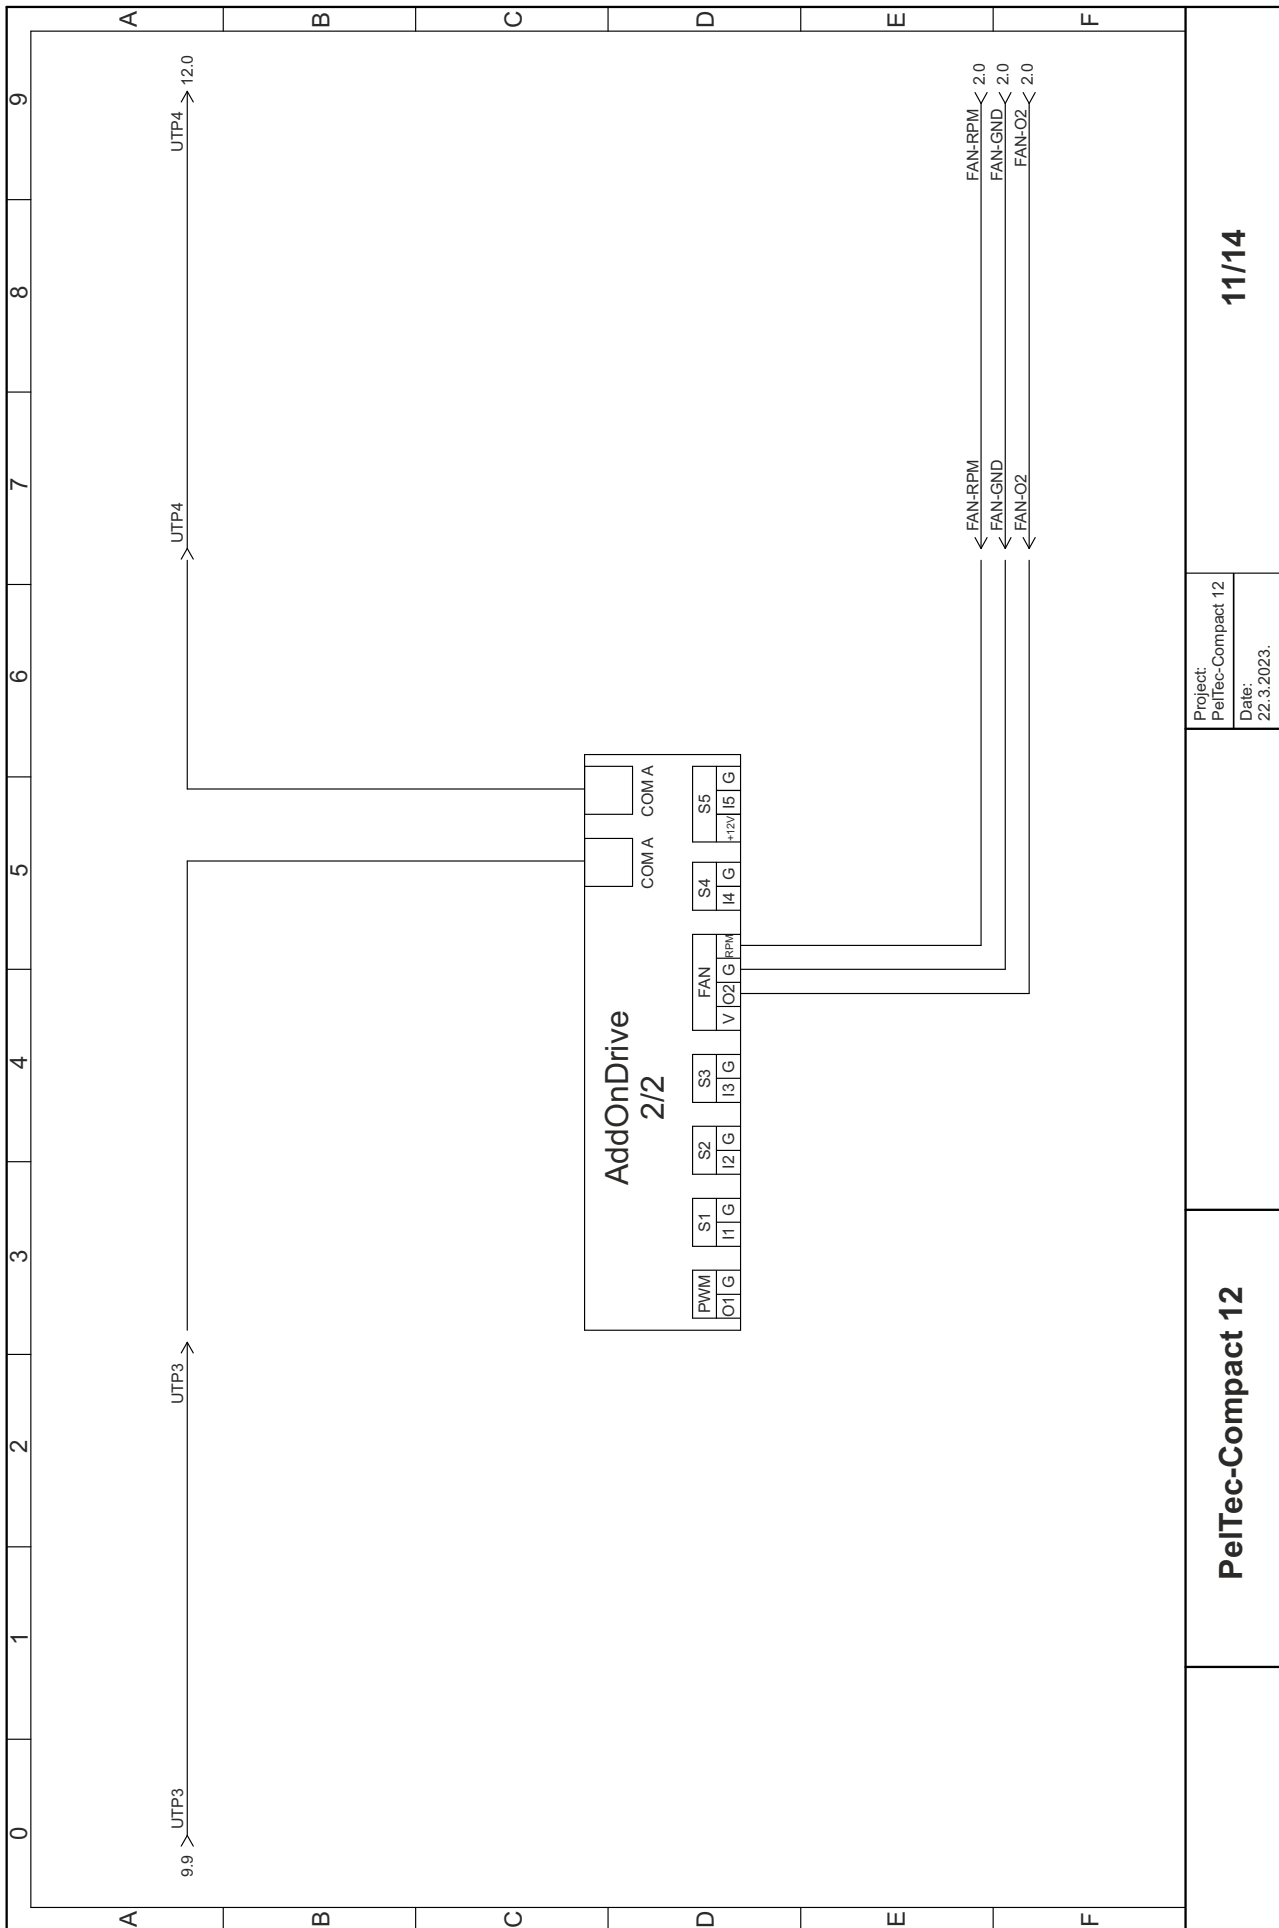 0 1 2 3 4 5 6 7 8 9
A A
9.9 UTP3 UTP3 UTP4 UTP4 12.0
B B
C C
D D
AddOnDrive
2/2
COM A COM A
PWM S1 S2 S3 FAN S4 S5
O1 G I1 G I2 G I3 G V O2 G RPM I4 G +12V I5 G
E E
FAN-RPM FAN-RPM 2.0
FAN-GND FAN-GND 2.0
FAN-O2 FAN-O2 2.0
F F
PelTec-Compact 12
Project:
PelTec-Compact 12
Date:
22.3.2023.
11/14